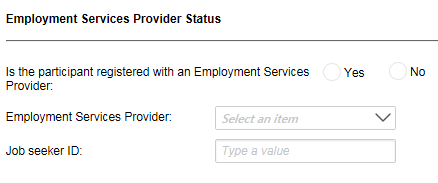 Employment Services Provider Status
Is the participant registered with an Employment Services Provider:
Yes
No
Employment Services Provider:
Select an item
Job seeker ID:
Type a value